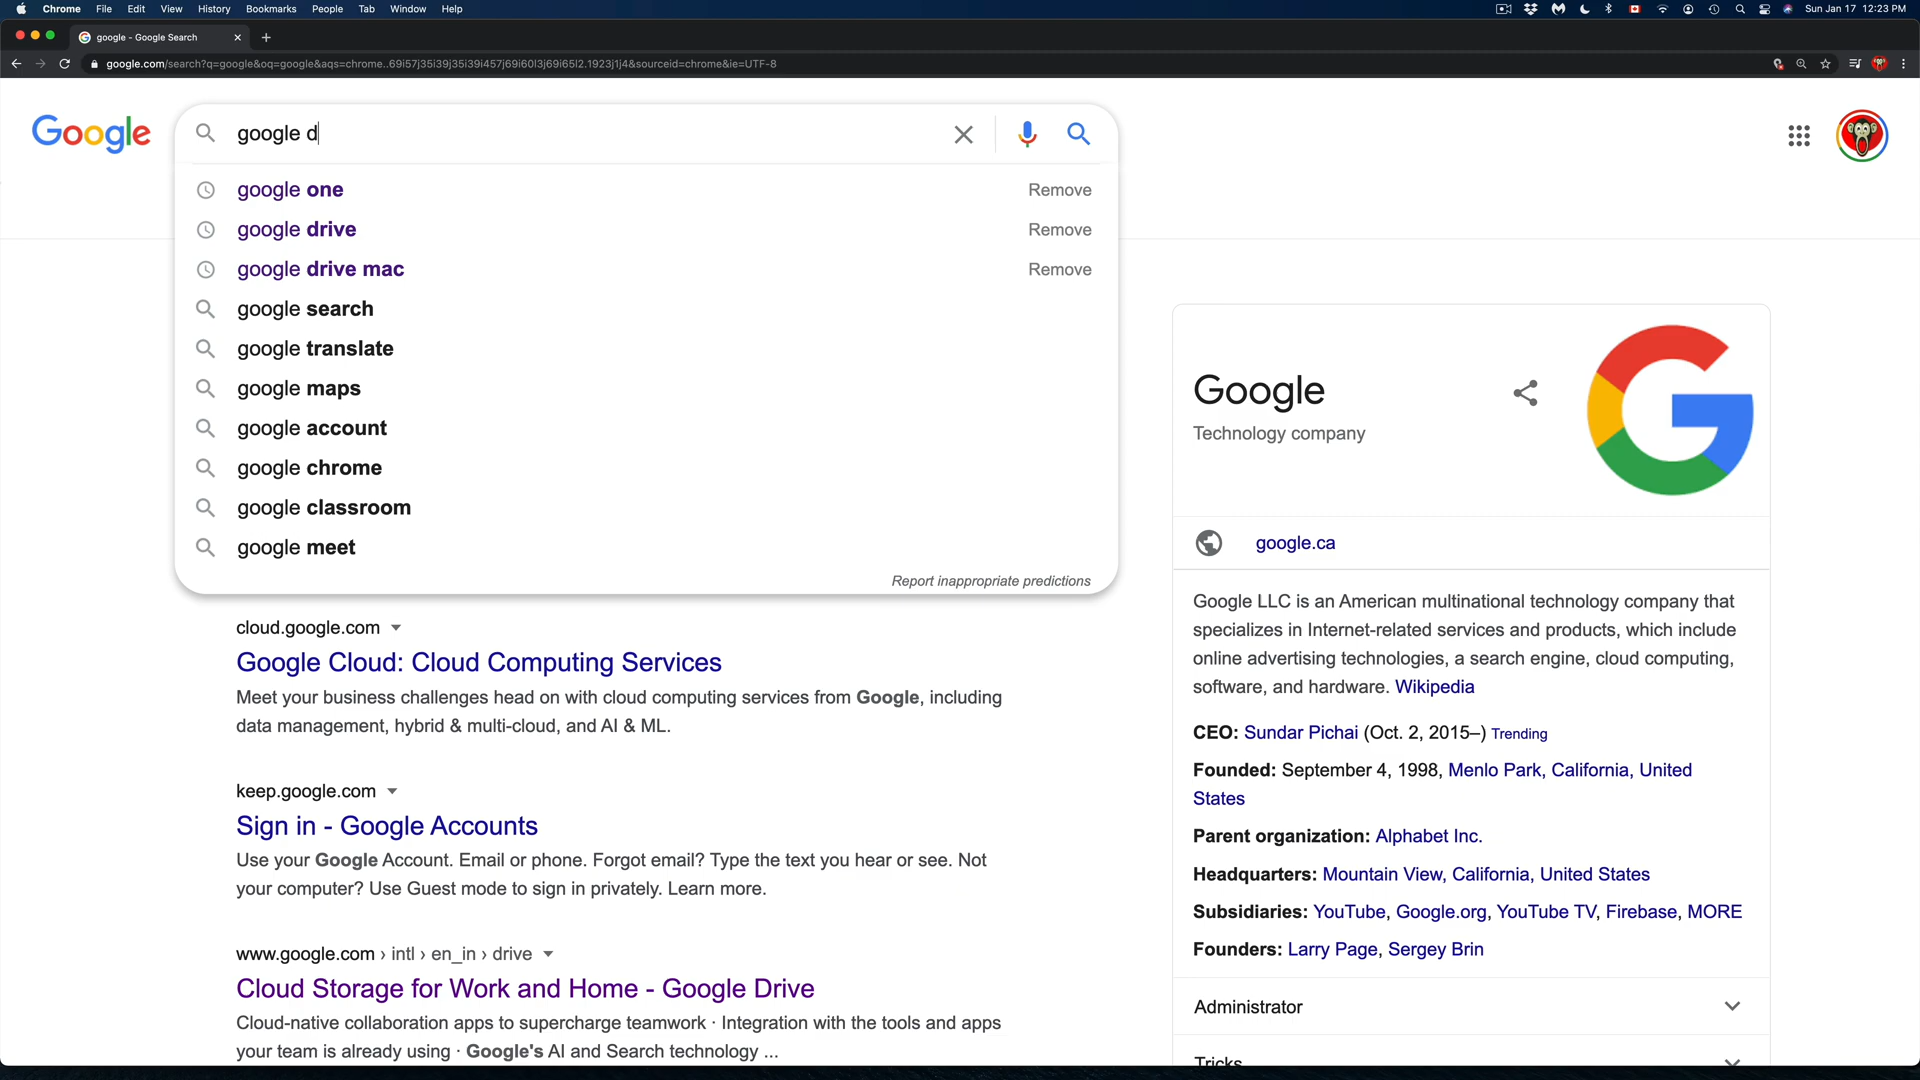 Chrome File Edit View History Bookmarks People Tab Window Help Sun Jan 17 12:23 PM
google - Google Search
google.com/search?q=google&oq=google&aqs=chrome..69i57j35i39j35i39i457j69i60l3j69i65l2.1923j1j4&sourceid=chrome&ie=UTF-8
Google google d
google one Remove
google drive Remove
google drive mac Remove
google search
google translate
google maps
google account
google chrome
google classroom
google meet
Report inappropriate predictions
cloud.google.com
Google Cloud: Cloud Computing Services
Meet your business challenges head on with cloud computing services from Google, including
data management, hybrid & multi-cloud, and AI & ML.
keep.google.com
Sign in - Google Accounts
Use your Google Account. Email or phone. Forgot email? Type the text you hear or see. Not
your computer? Use Guest mode to sign in privately. Learn more.
www.google.com › intl › en_in › drive
Cloud Storage for Work and Home - Google Drive
Cloud-native collaboration apps to supercharge teamwork · Integration with the tools and apps
your team is already using · Google's AI and Search technology ...
Google
Technology company
google.ca
Google LLC is an American multinational technology company that
specializes in Internet-related services and products, which include
online advertising technologies, a search engine, cloud computing,
software, and hardware. Wikipedia
CEO: Sundar Pichai (Oct. 2, 2015–) Trending
Founded: September 4, 1998, Menlo Park, California, United
States
Parent organization: Alphabet Inc.
Headquarters: Mountain View, California, United States
Subsidiaries: YouTube, Google.org, YouTube TV, Firebase, MORE
Founders: Larry Page, Sergey Brin
Administrator
Tricks